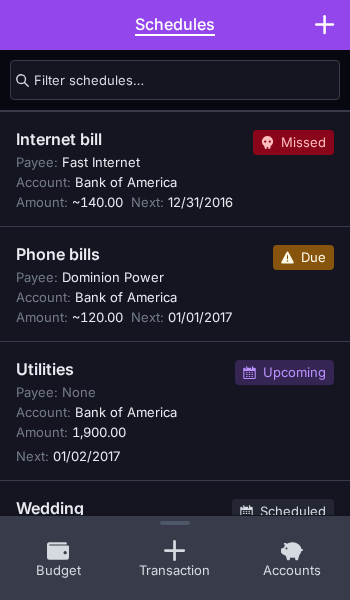 Schedules
Filter schedules...
Internet bill
Missed
Payee: Fast Internet
Account: Bank of America
Amount: ~140.00 Next: 12/31/2016
Phone bills
Due
Payee: Dominion Power
Account: Bank of America
Amount: ~120.00 Next: 01/01/2017
Utilities
Upcoming
Payee: None
Account: Bank of America
Amount: 1,900.00
Next: 01/02/2017
Wedding
Scheduled
Budget Transaction Accounts